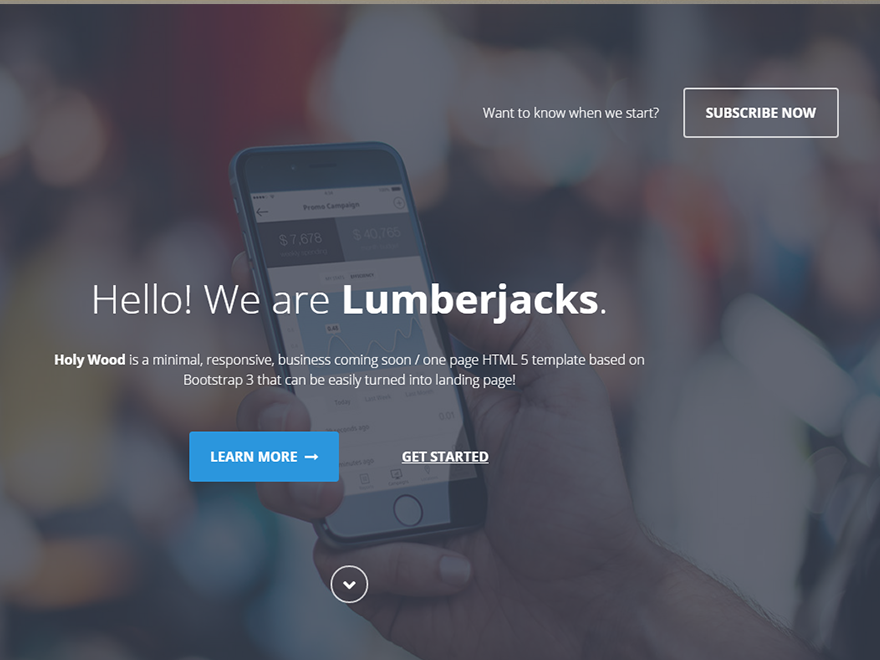 Want to know when we start?
SUBSCRIBE NOW
Promo Campaign
$7,678
$40,765
Hello! We are Lumberjacks.
Holy Wood is a minimal, responsive, business coming soon / one page HTML 5 template based on
Bootstrap 3 that can be easily turned into landing page!
LEARN MORE
GET STARTED